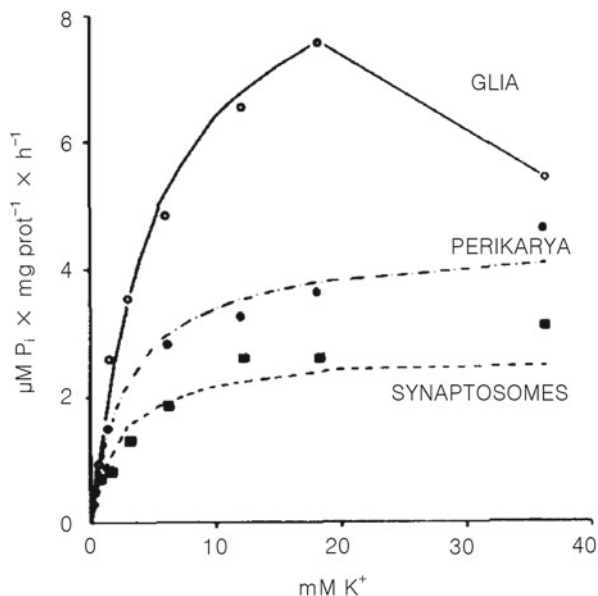 8
6
4
2
0
μM Pᵢ × mg prot⁻¹ × h⁻¹
GLIA
PERIKARYA
SYNAPTOSOMES
0 10 20 30 40
mM K⁺